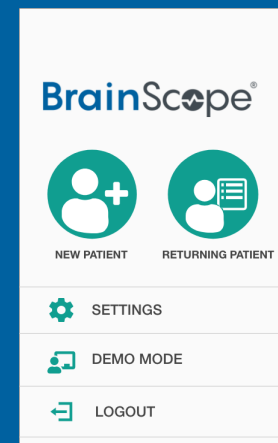 BrainScope®
NEW PATIENT
RETURNING PATIENT
SETTINGS
DEMO MODE
LOGOUT